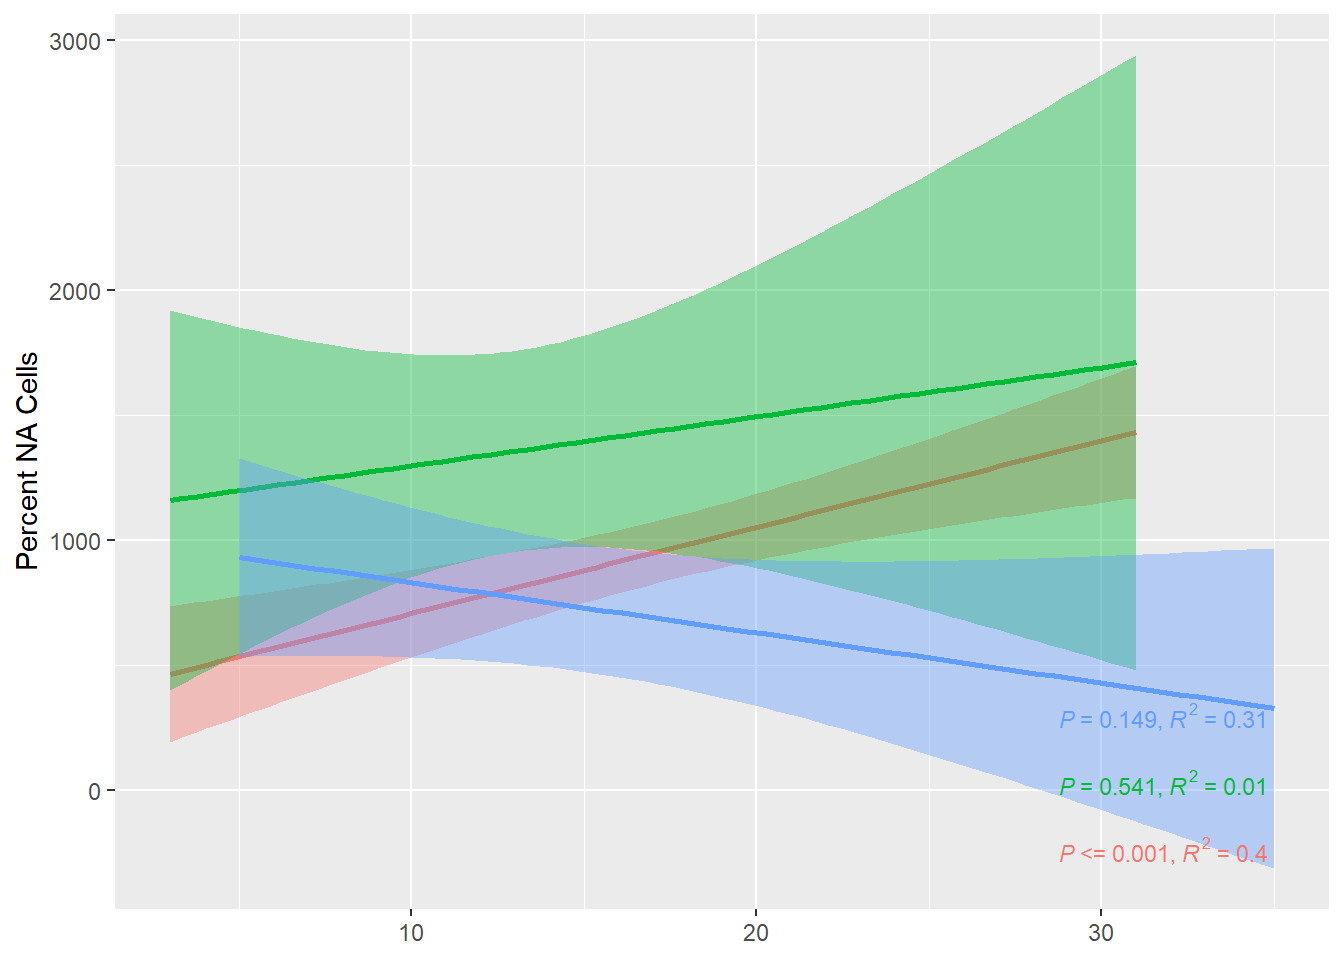 3000
2000
1000
0
Percent NA Cells
P = 0.149, R² = 0.31
P = 0.541, R² = 0.01
P <= 0.001, R² = 0.4
10 20 30